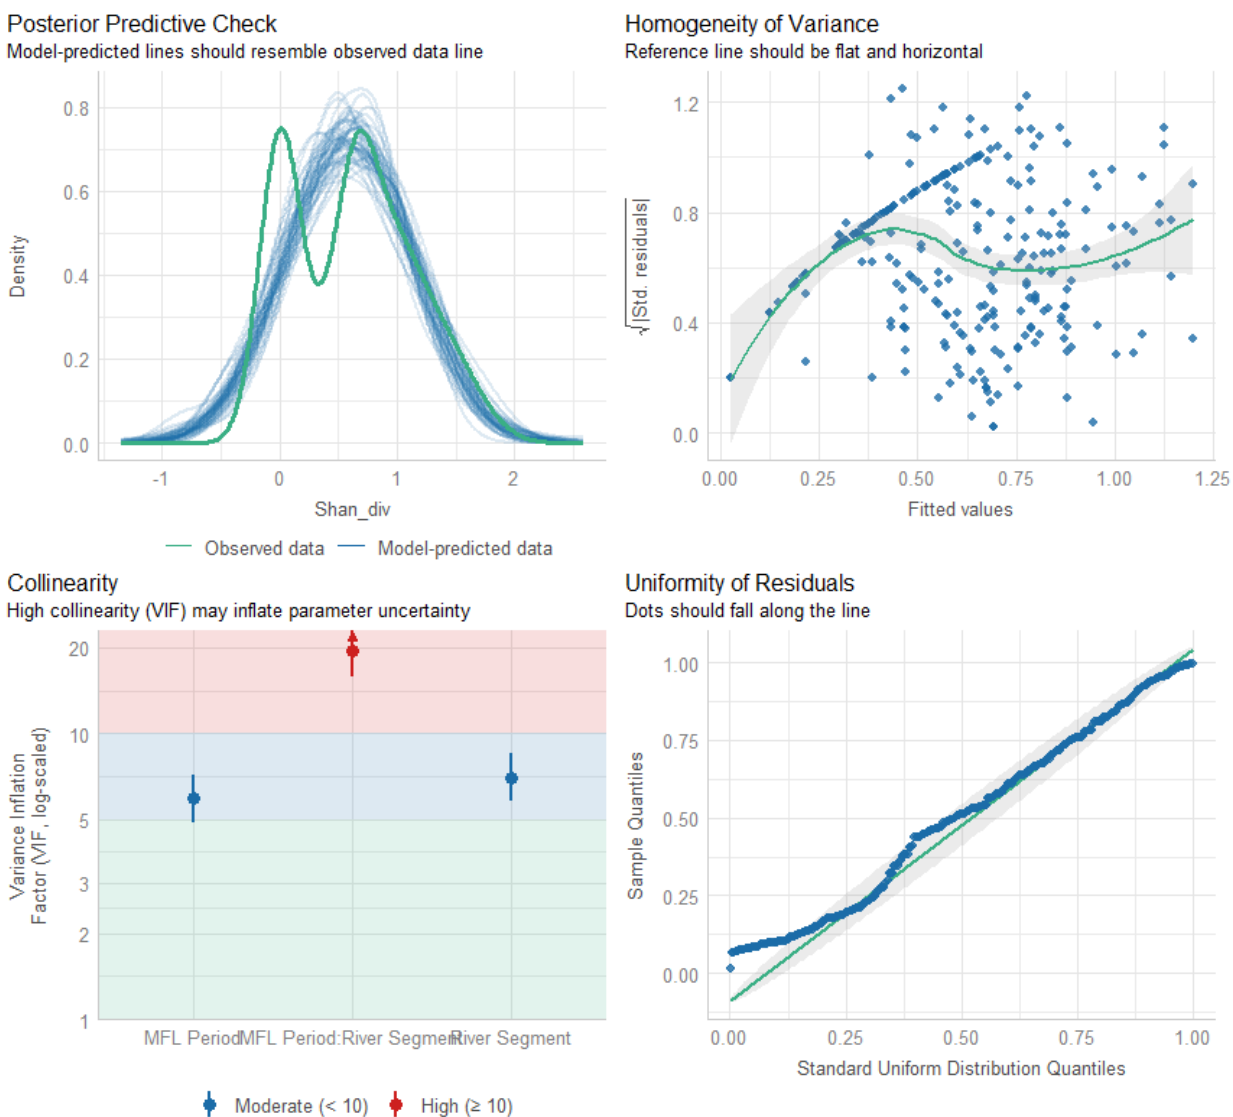 Posterior Predictive Check
Model-predicted lines should resemble observed data line
0.8
0.6
0.4
0.2
0.0
Density
-1
0
1
2
Shan_div
Observed data
Model-predicted data
Homogeneity of Variance
Reference line should be flat and horizontal
1.2
0.8
0.4
0.0
√|Std. residuals|
0.00
0.25
0.50
0.75
1.00
1.25
Fitted values
Collinearity
High collinearity (VIF) may inflate parameter uncertainty
20
10
5
3
2
1
Variance Inflation
Factor (VIF, log-scaled)
MFL Period
MFL Period:River Segment
River Segment
Moderate (< 10)
High (≥ 10)
Uniformity of Residuals
Dots should fall along the line
1.00
0.75
0.50
0.25
0.00
Sample Quantiles
0.00
0.25
0.50
0.75
1.00
Standard Uniform Distribution Quantiles